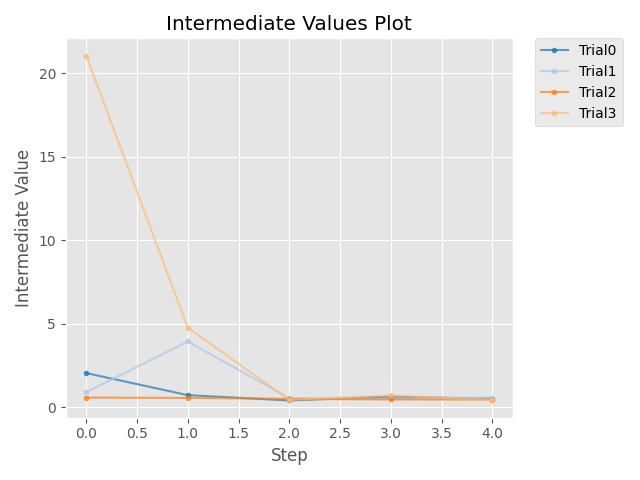 Intermediate Values Plot
Trial0
Trial1
Trial2
Trial3
Intermediate Value
20
15
10
5
0
0.0 0.5 1.0 1.5 2.0 2.5 3.0 3.5 4.0
Step